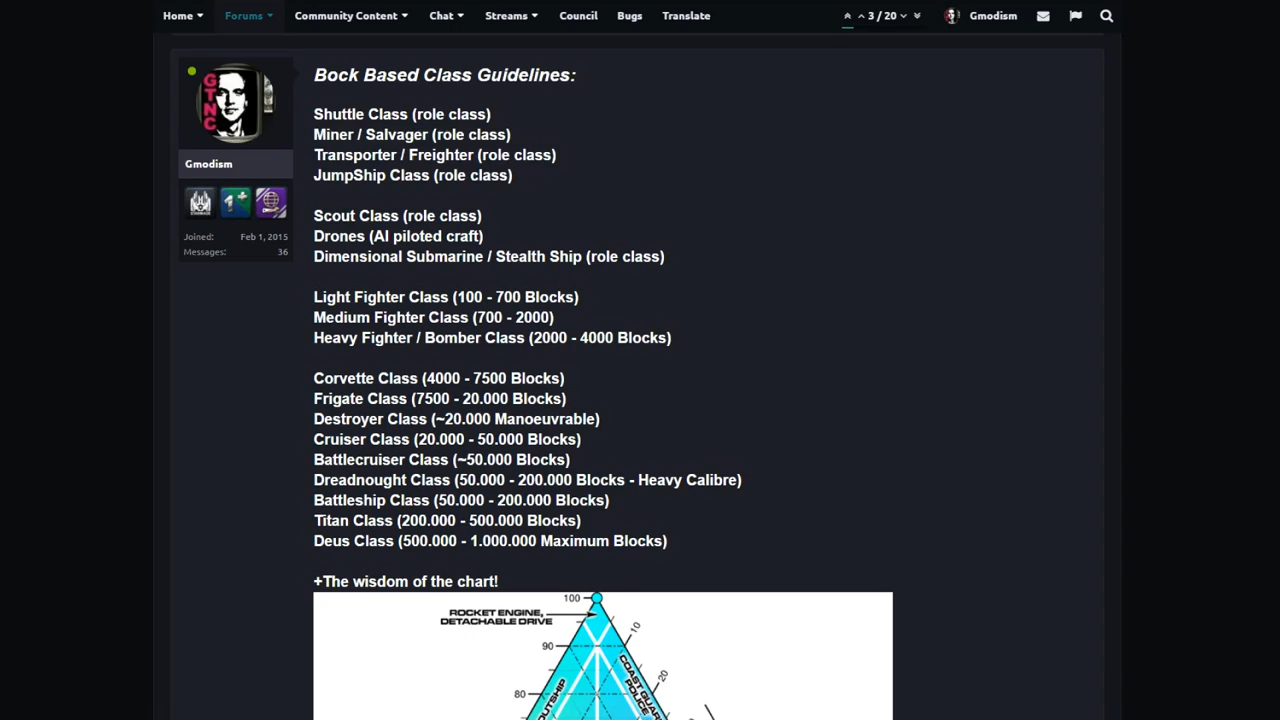 Home Forums Community Content Chat Streams Council Bugs Translate 3 / 20 Gmodism
Bock Based Class Guidelines:
GTNC
Gmodism
Joined: Feb 1, 2015
Messages: 36
Shuttle Class (role class)
Miner / Salvager (role class)
Transporter / Freighter (role class)
JumpShip Class (role class)
Scout Class (role class)
Drones (AI piloted craft)
Dimensional Submarine / Stealth Ship (role class)
Light Fighter Class (100 - 700 Blocks)
Medium Fighter Class (700 - 2000)
Heavy Fighter / Bomber Class (2000 - 4000 Blocks)
Corvette Class (4000 - 7500 Blocks)
Frigate Class (7500 - 20.000 Blocks)
Destroyer Class (~20.000 Manoeuvrable)
Cruiser Class (20.000 - 50.000 Blocks)
Battlecruiser Class (~50.000 Blocks)
Dreadnought Class (50.000 - 200.000 Blocks - Heavy Calibre)
Battleship Class (50.000 - 200.000 Blocks)
Titan Class (200.000 - 500.000 Blocks)
Deus Class (500.000 - 1.000.000 Maximum Blocks)
+The wisdom of the chart!
100
ROCKET ENGINE,
DETACHABLE DRIVE
10
90
COAST GUARD
POLICE
20
80